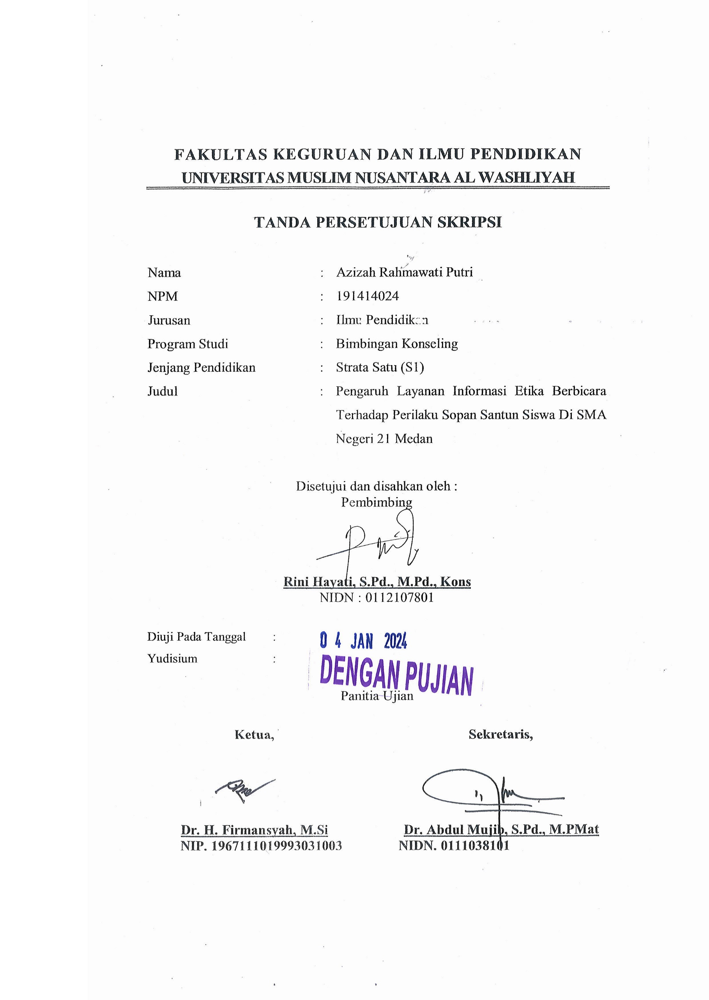 FAKULTAS KEGURUAN DAN ILMU PENDIDIKAN
UNIVERSITAS MUSLIM NUSANTARA AL WASHLIYAH
TANDA PERSETUJUAN SKRIPSI
Nama : Azizah Rahmawati Putri
NPM : 191414024
Jurusan : Ilmu Pendidikan
Program Studi : Bimbingan Konseling
Jenjang Pendidikan : Strata Satu (S1)
Judul : Pengaruh Layanan Informasi Etika Berbicara
Terhadap Perilaku Sopan Santun Siswa Di SMA
Negeri 21 Medan
Disetujui dan disahkan oleh :
Pembimbing
Rini Hayati, S.Pd., M.Pd., Kons
NIDN : 0112107801
Diuji Pada Tanggal : 04 JAN 2024
Yudisium : DENGAN PUJIAN
Panitia Ujian
Ketua, Sekretaris,
Dr. H. Firmansyah, M.Si Dr. Abdul Mujib, S.Pd., M.PMat
NIP. 1967111019993031003 NIDN. 0111038101